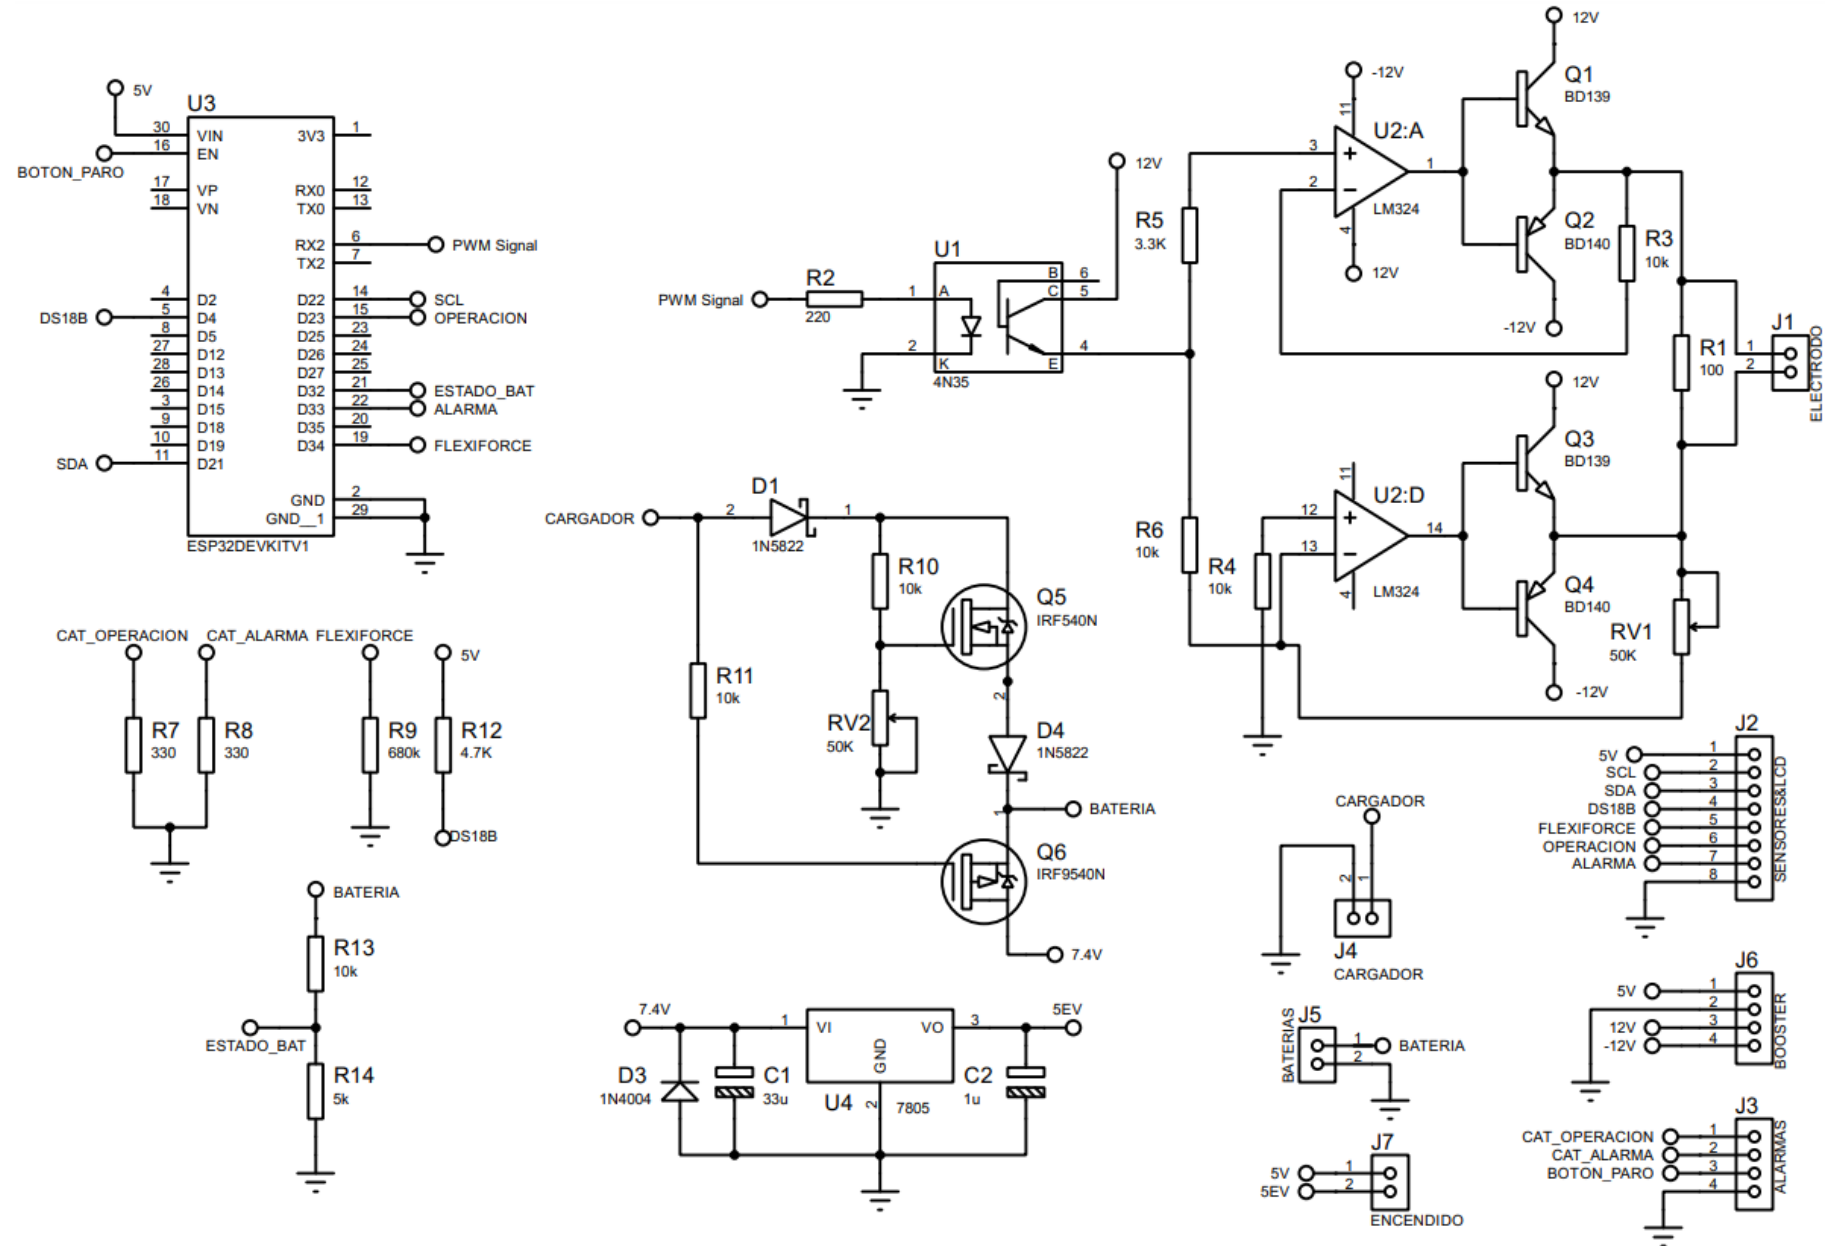 5V
U3
30 VIN 3V3 1
16 EN
BOTON_PARO
17 VP RX0 12
18 VN TX0 13
RX2 6 PWM Signal
TX2 7
4 D2 D22 14 SCL
DS18B 5 D4 D23 15 OPERACION
8 D5 D25 23
27 D12 D26 24
28 D13 D27 25
26 D14 D32 21 ESTADO_BAT
3 D15 D33 22 ALARMA
9 D18 D35 20
10 D19 D34 19 FLEXIFORCE
SDA 11 D21
GND 2
GND__1 29
ESP32DEVKITV1
PWM Signal
R2
220
U1
1 A
2 K
B 6
C 5
E 4
4N35
12V
R5
3.3K
R6
10k
R4
10k
-12V
11
3 +
2 −
1
U2:A
LM324
4
12V
12V
Q1
BD139
Q2
BD140
-12V
R3
10k
R1
100
J1
1
2
ELECTRODO
11
12 +
13 −
14
U2:D
LM324
4
12V
Q3
BD139
Q4
BD140
-12V
RV1
50K
CARGADOR
2
D1
1
1N5822
R10
10k
Q5
IRF540N
R11
10k
RV2
50K
2
D4
1N5822
1
BATERIA
Q6
IRF9540N
7.4V
CAT_OPERACION
CAT_ALARMA
FLEXIFORCE
5V
R7
330
R8
330
R9
680k
R12
4.7K
DS18B
BATERIA
R13
10k
ESTADO_BAT
R14
5k
7.4V
1 VI VO 3
GND
2
U4
7805
5EV
D3
1N4004
C1
33u
C2
1u
CARGADOR
2
1
J4
CARGADOR
J5
BATERIAS
1 BATERIA
2
J7
5V 1
5EV 2
ENCENDIDO
J2
5V 1
SCL 2
SDA 3
DS18B 4
FLEXIFORCE 5
OPERACION 6
ALARMA 7
8
SENSORES&LCD
J6
5V 1
2
12V 3
-12V 4
BOOSTER
J3
CAT_OPERACION 1
CAT_ALARMA 2
BOTON_PARO 3
4
ALARMAS